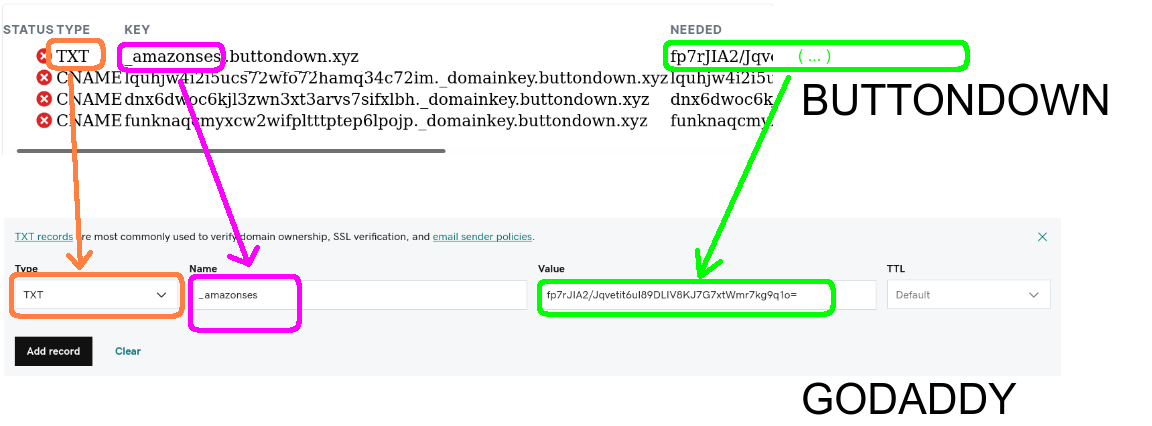 STATUS TYPE KEY NEEDED
TXT _amazonses.buttondown.xyz fp7rJIA2/Jqve (...)
CNAME lquhjw4i2i5ucs72wfo72hamq34c72im._domainkey.buttondown.xyz lquhjw4i2i5u
CNAME dnx6dwoc6kjl3zwn3xt3arvs7sifxlbh._domainkey.buttondown.xyz dnx6dwoc6k
CNAME funknaqcmyxcw2wifpltttptep6lpojp._domainkey.buttondown.xyz funknaqcmy
BUTTONDOWN
TXT records are most commonly used to verify domain ownership, SSL verification, and email sender policies.
Type Name Value TTL
TXT _amazonses fp7rJIA2/Jqvetit6uI89DLIV8KJ7G7xtWmr7kg9q1o= Default
Add record Clear
GODADDY